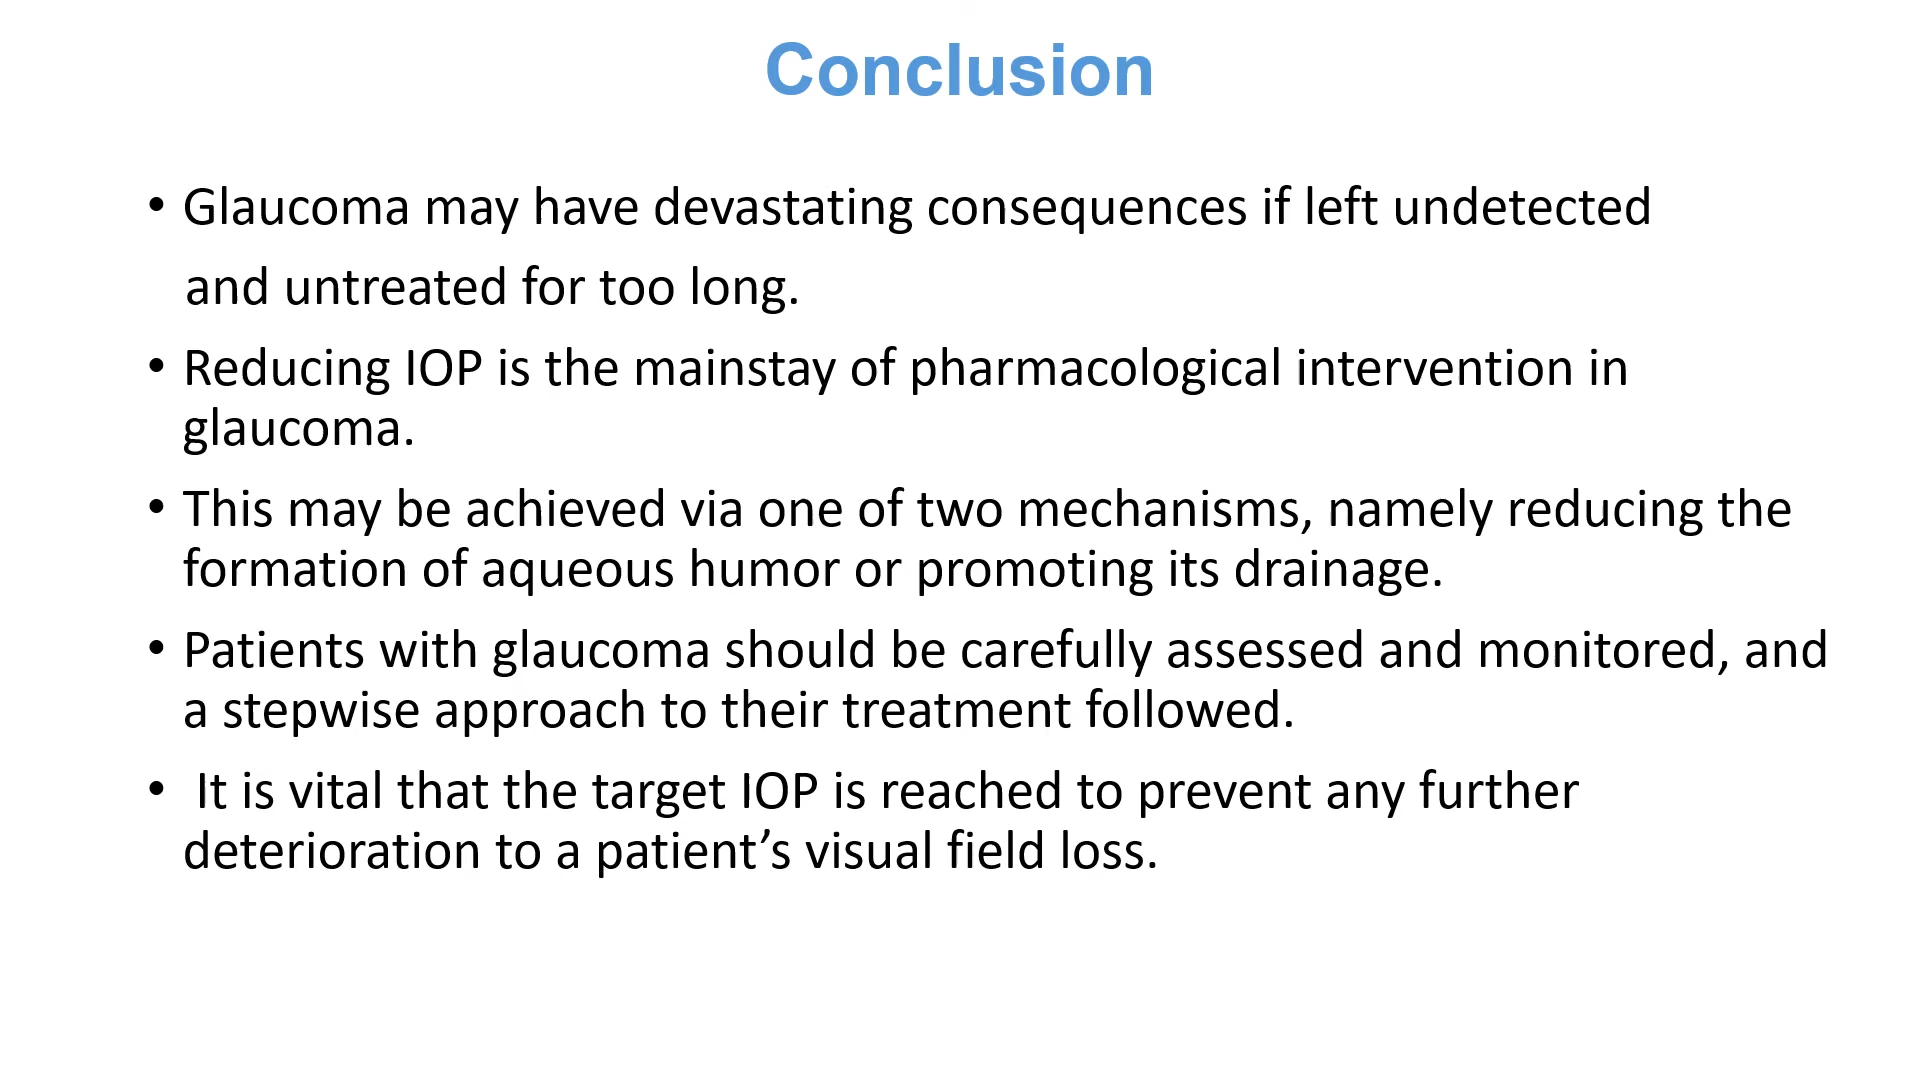 Conclusion
• Glaucoma may have devastating consequences if left undetected
and untreated for too long.
• Reducing IOP is the mainstay of pharmacological intervention in
glaucoma.
• This may be achieved via one of two mechanisms, namely reducing the
formation of aqueous humor or promoting its drainage.
• Patients with glaucoma should be carefully assessed and monitored, and
a stepwise approach to their treatment followed.
• It is vital that the target IOP is reached to prevent any further
deterioration to a patient’s visual field loss.